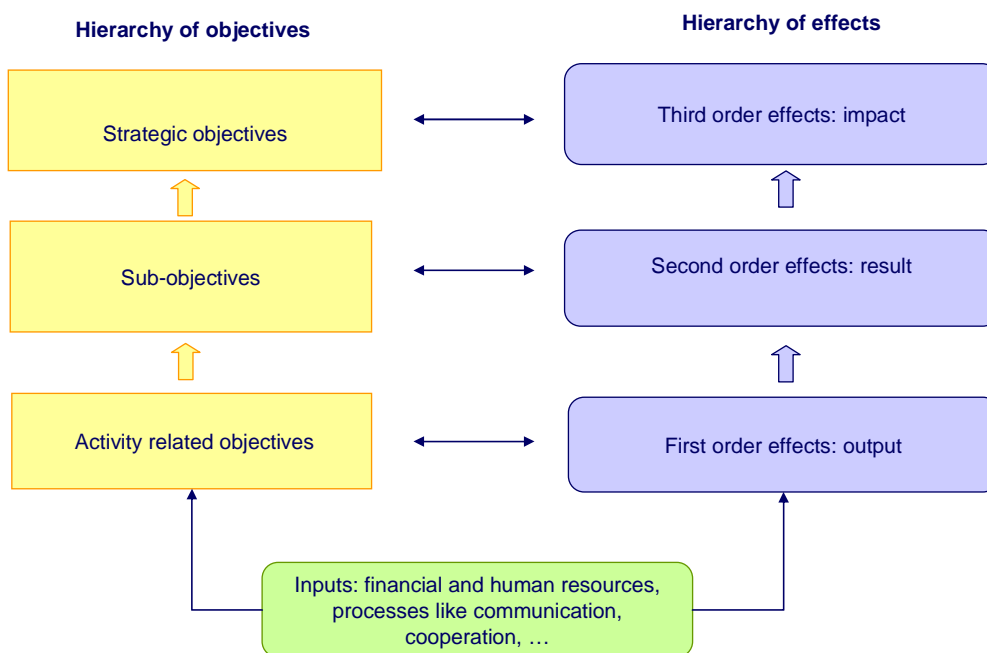 Hierarchy of objectives
Hierarchy of effects
Strategic objectives
Third order effects: impact
Sub-objectives
Second order effects: result
Activity related objectives
First order effects: output
Inputs: financial and human resources,
processes like communication,
cooperation, …